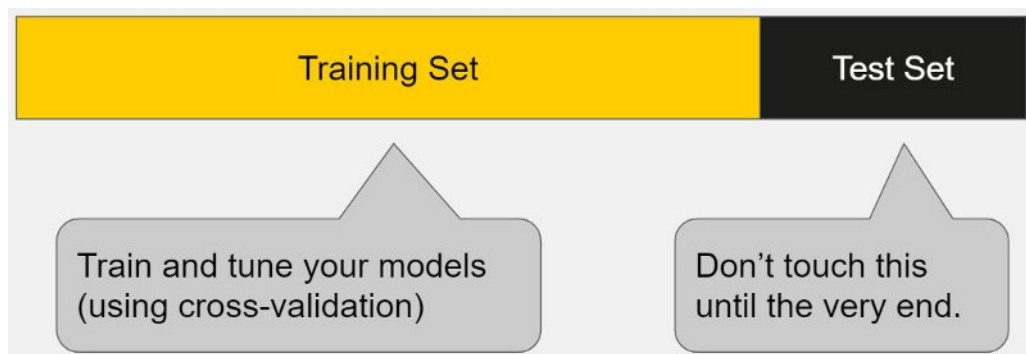 Training Set
Test Set
Train and tune your models
(using cross-validation)
Don’t touch this
until the very end.